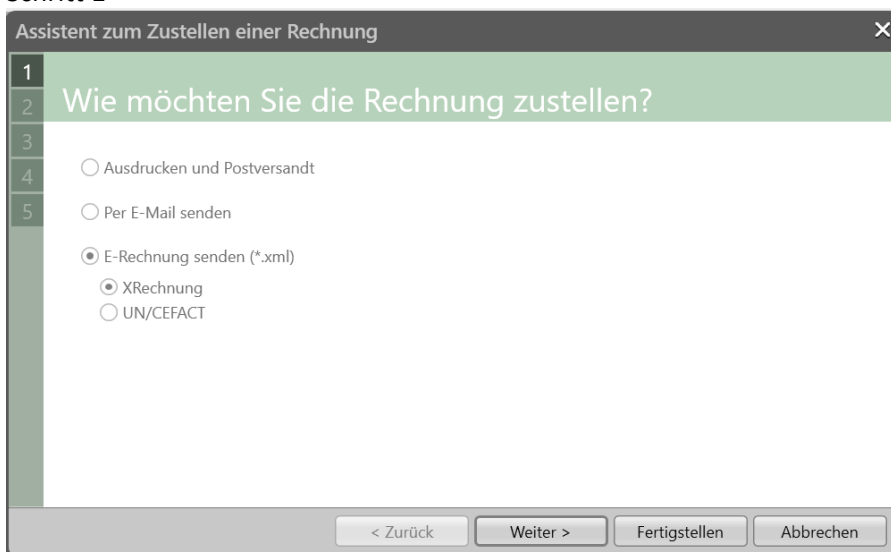 Assistent zum Zustellen einer Rechnung
1
2
3
4
5
Wie möchten Sie die Rechnung zustellen?
Ausdrucken und Postversandt
Per E-Mail senden
E-Rechnung senden (*.xml)
XRechnung
UN/CEFACT
< Zurück Weiter > Fertigstellen Abbrechen